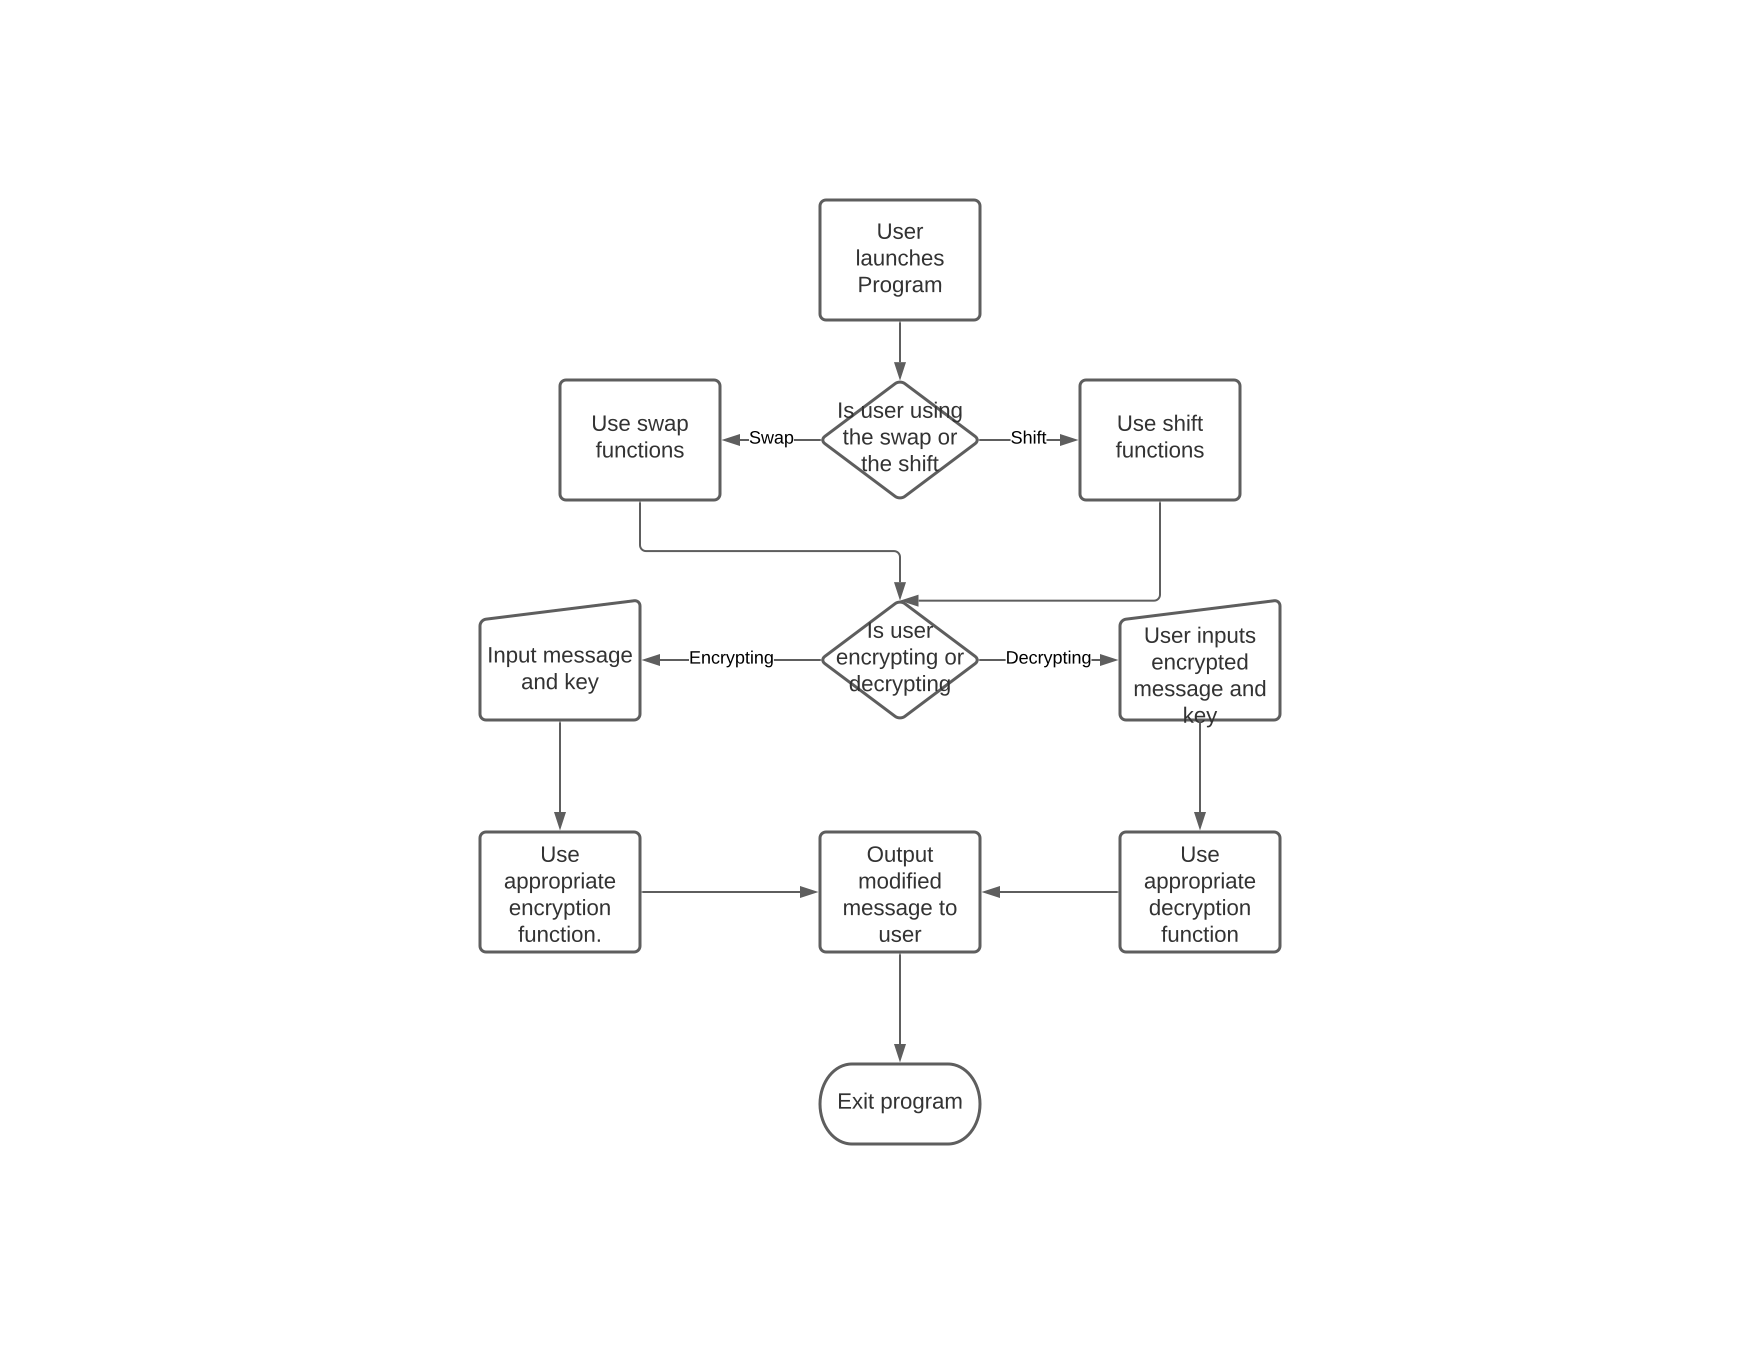 User
launches
Program
Use swap
functions
Swap
Is user using
the swap or
the shift
Shift
Use shift
functions
Input message
and key
Encrypting
Is user
encrypting or
decrypting
Decrypting
User inputs
encrypted
message and
key
Use
appropriate
encryption
function.
Output
modified
message to
user
Use
appropriate
decryption
function
Exit program